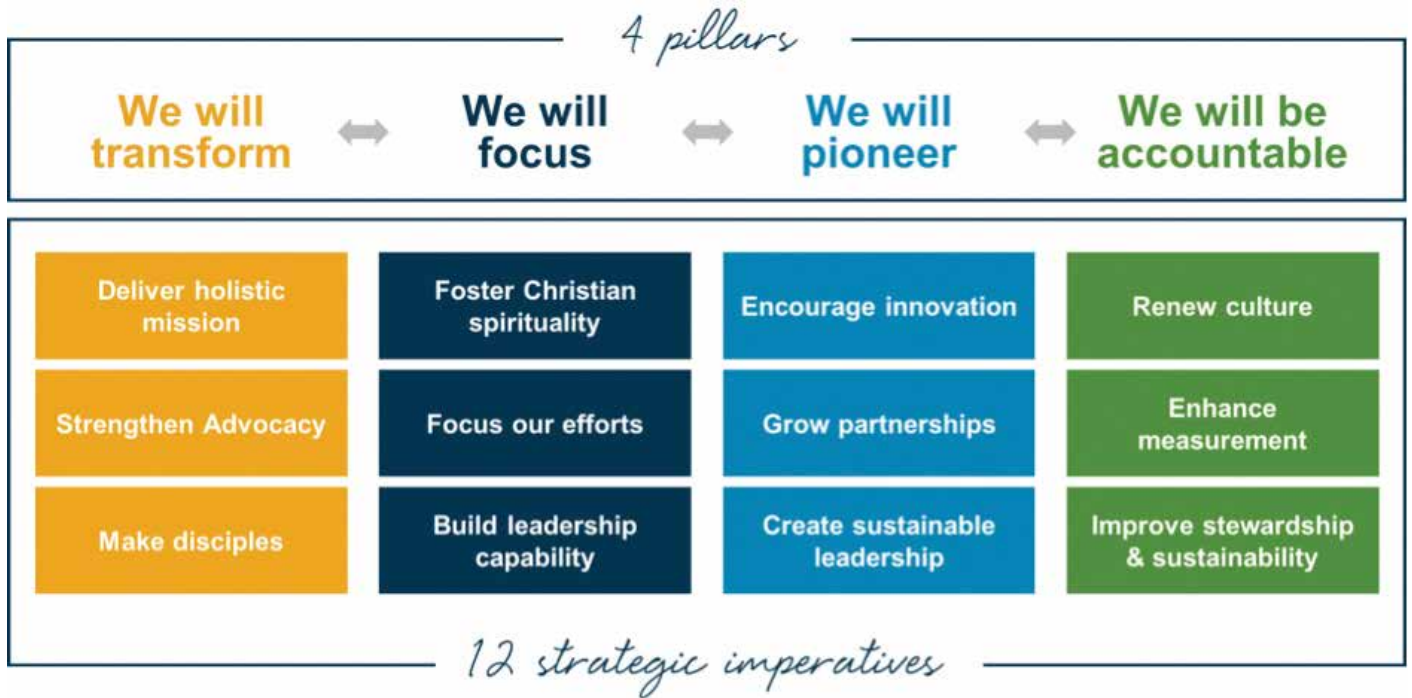 4 pillars
We will
transform
We will
focus
We will
pioneer
We will be
accountable
Deliver holistic
mission
Foster Christian
spirituality
Encourage innovation
Renew culture
Strengthen Advocacy
Focus our efforts
Grow partnerships
Enhance
measurement
Make disciples
Build leadership
capability
Create sustainable
leadership
Improve stewardship
& sustainability
12 strategic imperatives